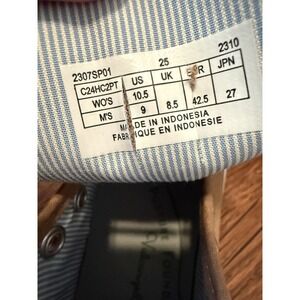 2307SP01 25 2310
C24HC2PT US UK EUR JPN
WO'S 10.5 8.5 42.5 27
M'S 9
MADE IN INDONESIA
FABRIQUE EN INDONESIE